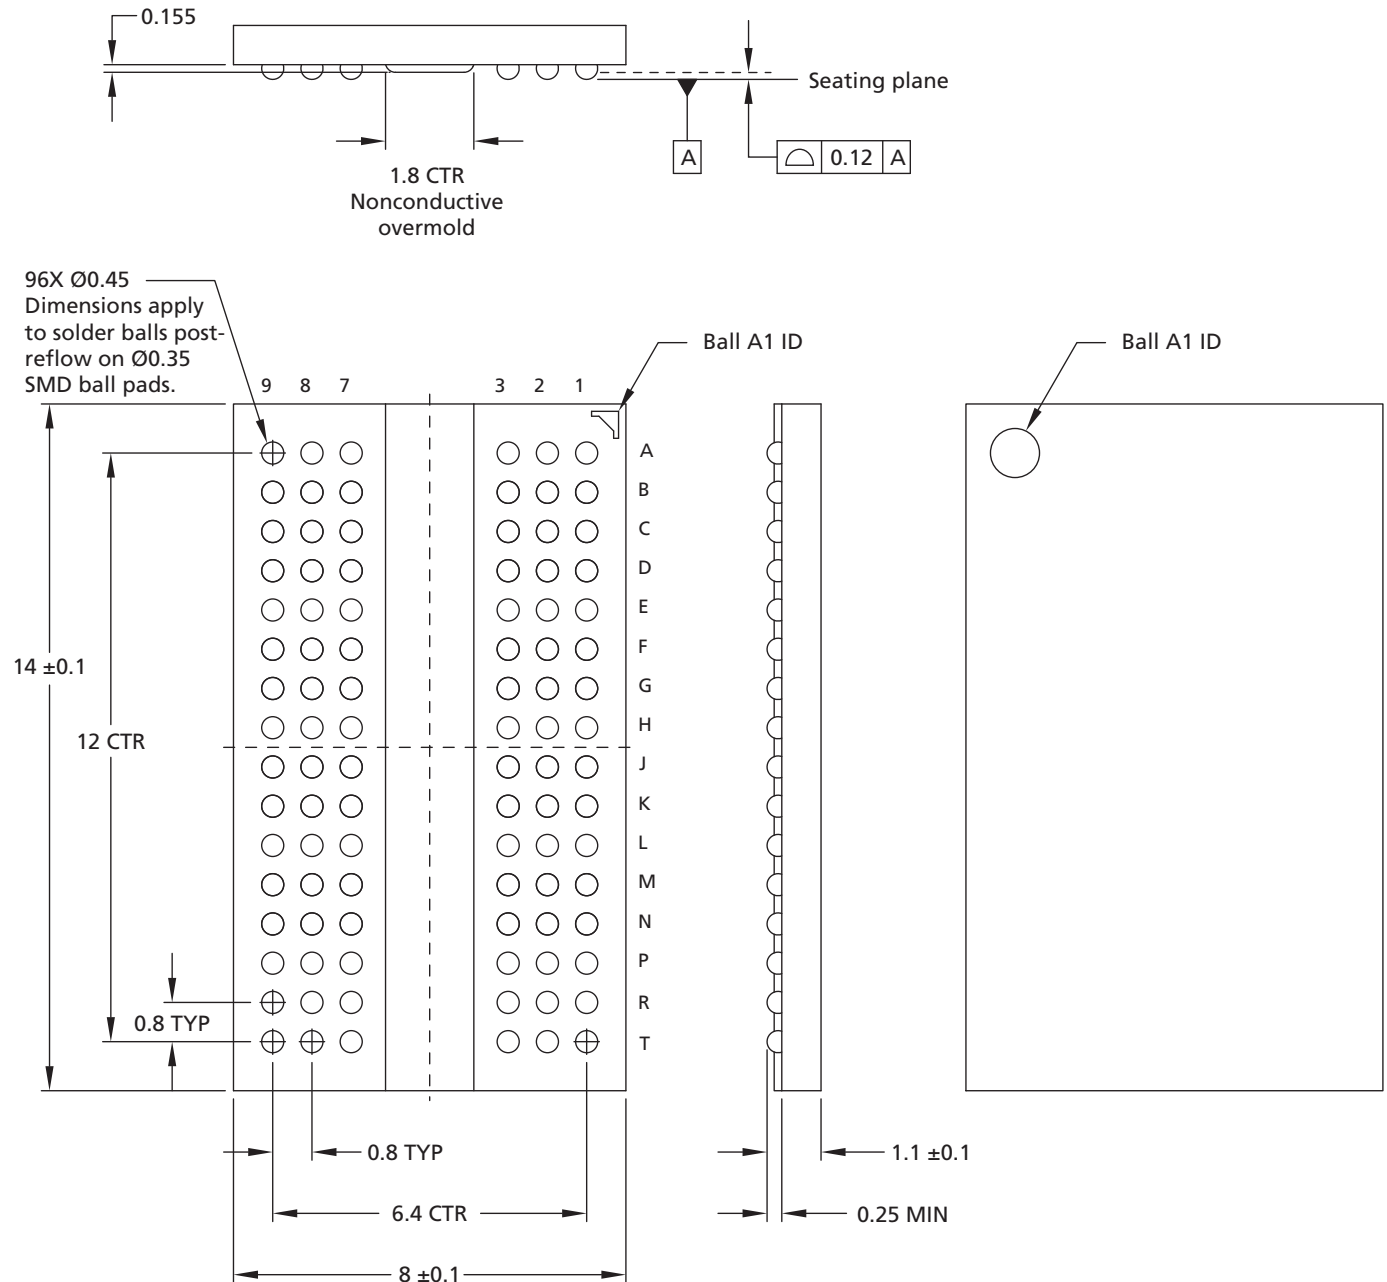 0.155
Seating plane
A
0.12 A
1.8 CTR
Nonconductive
overmold
96X Ø0.45
Dimensions apply
to solder balls post-
reflow on Ø0.35
SMD ball pads.
Ball A1 ID
Ball A1 ID
9 8 7 3 2 1
A
B
C
D
E
F
14 ±0.1
G
H
12 CTR
J
K
L
M
N
P
R
0.8 TYP
T
0.8 TYP
1.1 ±0.1
6.4 CTR
0.25 MIN
8 ±0.1